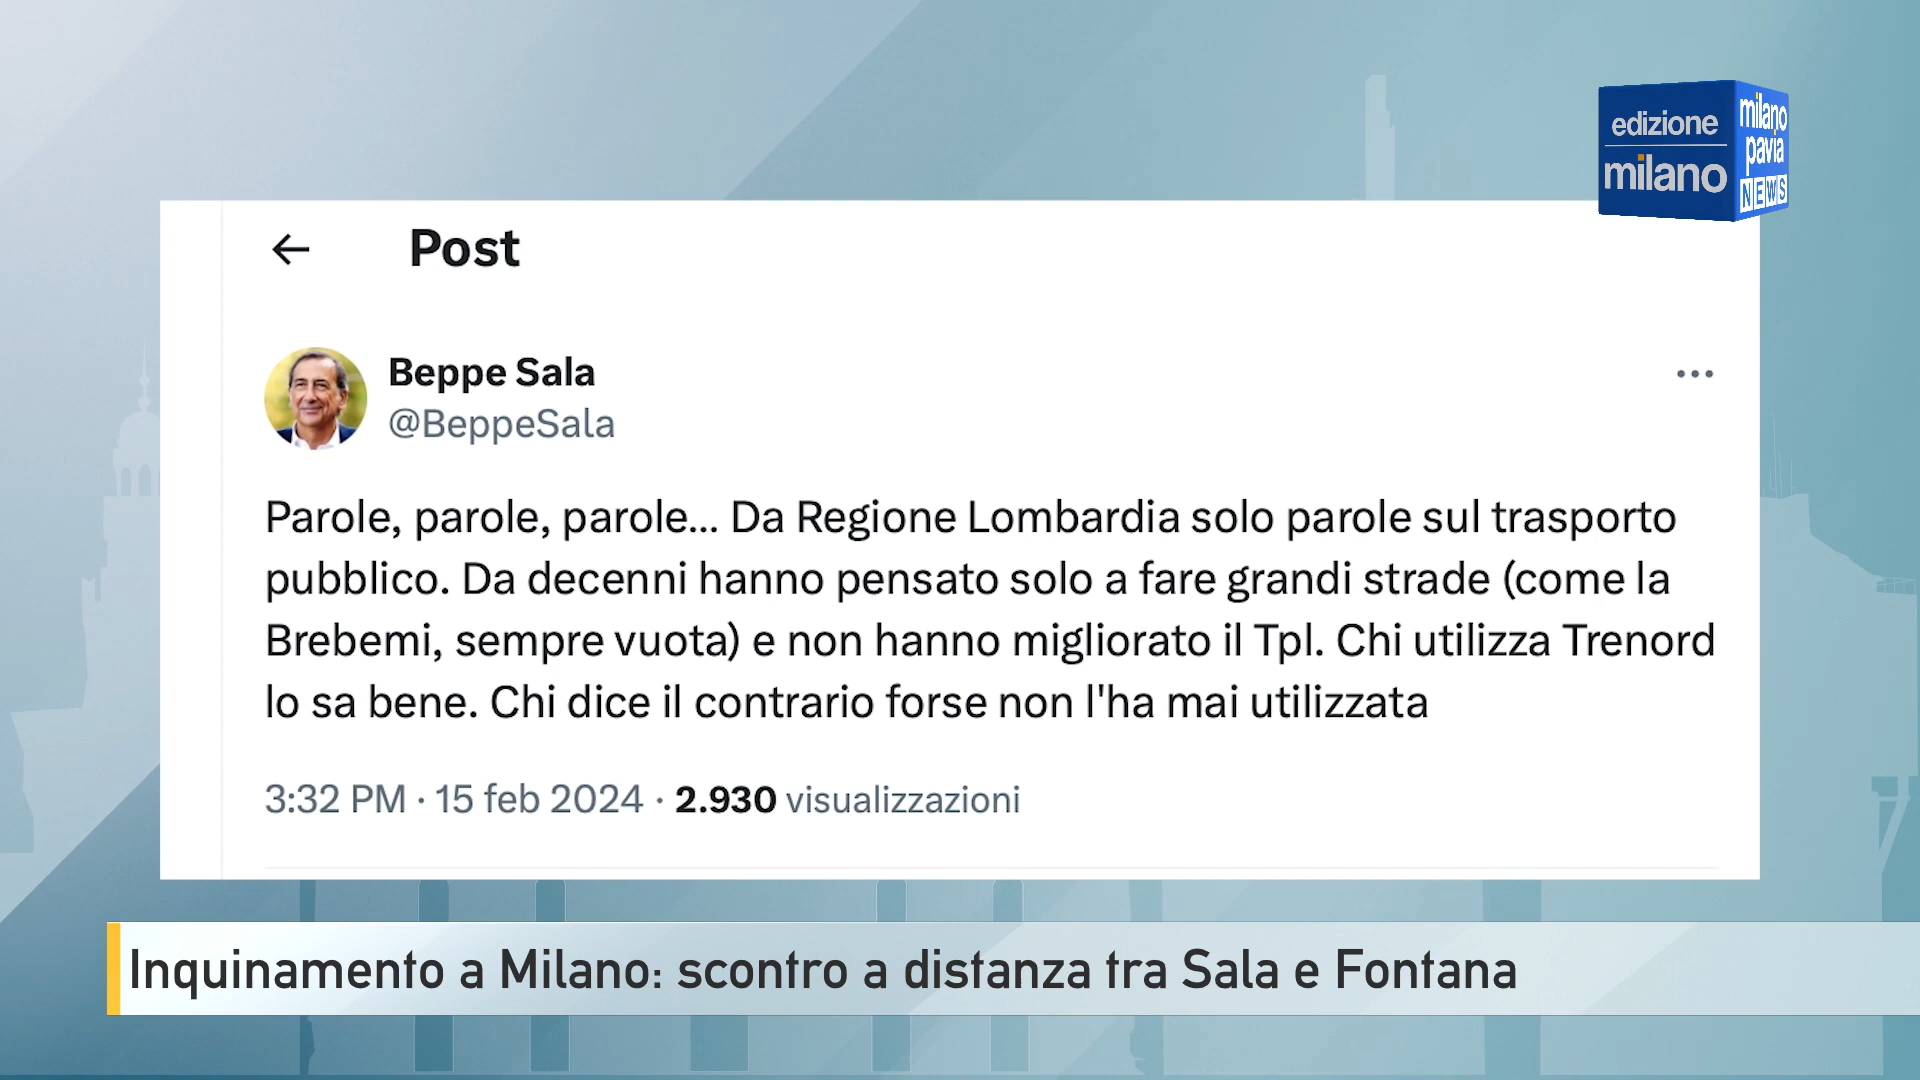 edizione
milano
milano
pavia
NEWS
← Post
Beppe Sala
@BeppeSala
Parole, parole, parole... Da Regione Lombardia solo parole sul trasporto
pubblico. Da decenni hanno pensato solo a fare grandi strade (come la
Brebemi, sempre vuota) e non hanno migliorato il Tpl. Chi utilizza Trenord
lo sa bene. Chi dice il contrario forse non l'ha mai utilizzata
3:32 PM · 15 feb 2024 · 2.930 visualizzazioni
Inquinamento a Milano: scontro a distanza tra Sala e Fontana